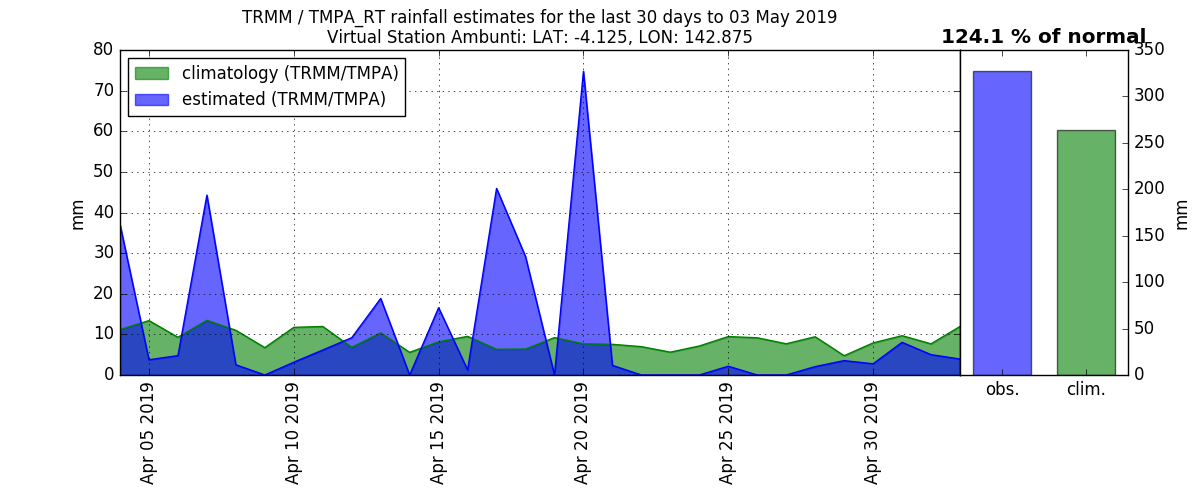 TRMM / TMPA_RT rainfall estimates for the last 30 days to 03 May 2019
Virtual Station Ambunti: LAT: -4.125, LON: 142.875
124.1 % of normal
climatology (TRMM/TMPA)
estimated (TRMM/TMPA)
80
70
60
50
40
30
20
10
0
mm
Apr 05 2019
Apr 10 2019
Apr 15 2019
Apr 20 2019
Apr 25 2019
Apr 30 2019
350
300
250
200
150
100
50
0
mm
obs.
clim.